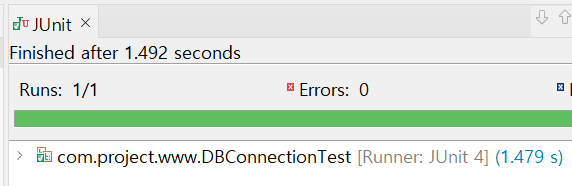 JUnit
Finished after 1.492 seconds
Runs: 1/1 Errors: 0
com.project.www.DBConnectionTest [Runner: JUnit 4] (1.479 s)